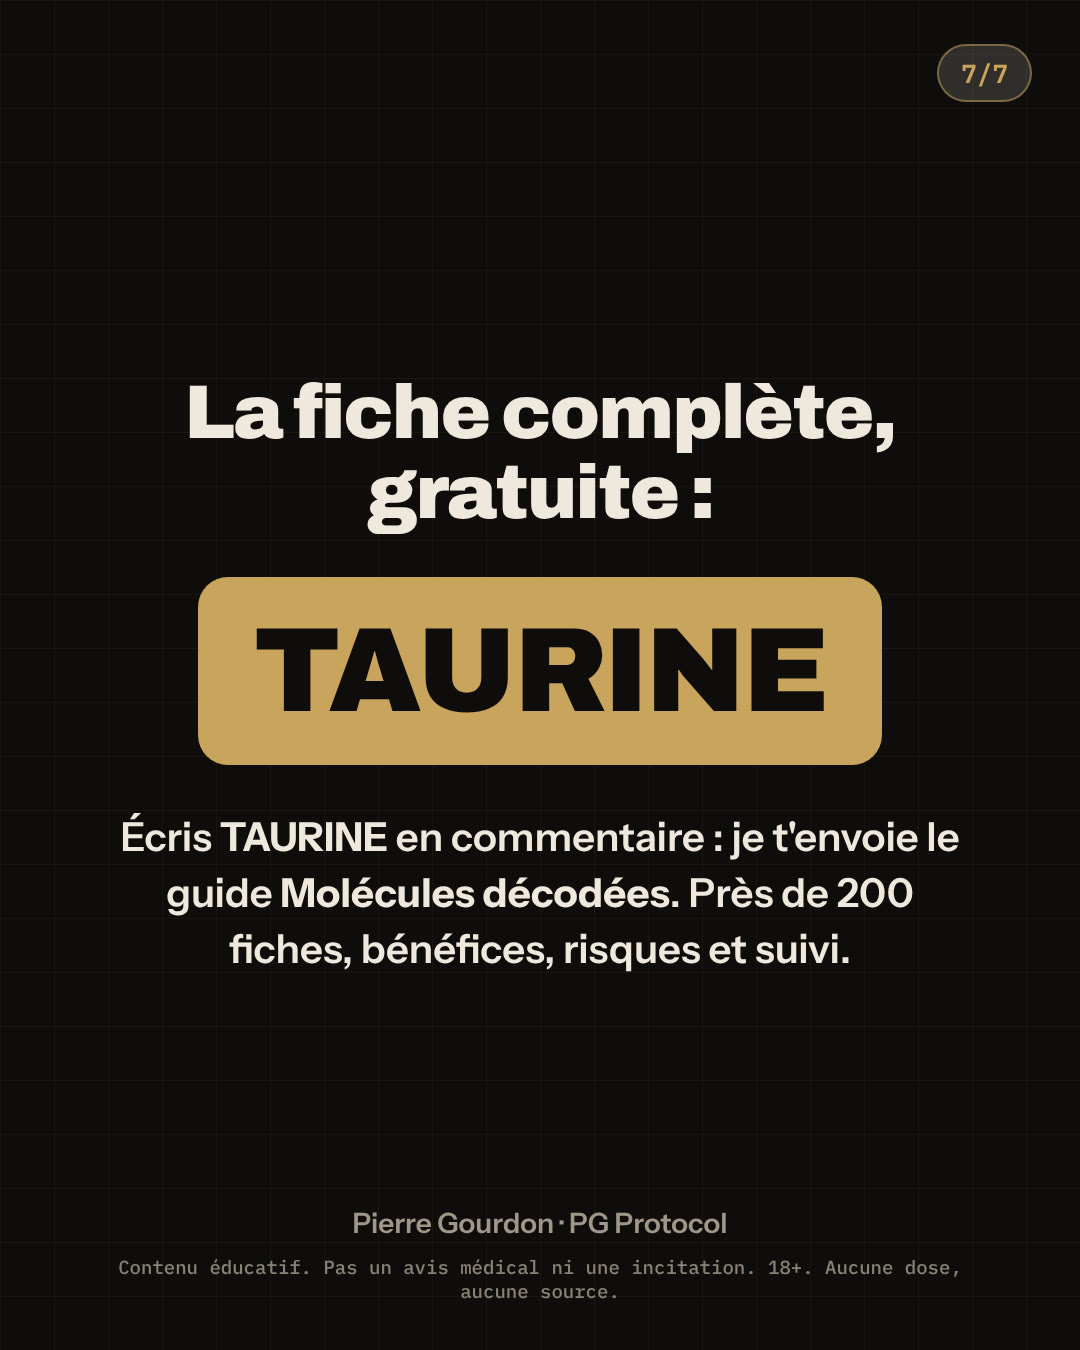 7/7
La fiche complète,
gratuite :
TAURINE
Écris TAURINE en commentaire : je t'envoie le
guide Molécules décodées. Près de 200
fiches, bénéfices, risques et suivi.
Pierre Gourdon · PG Protocol
Contenu éducatif. Pas un avis médical ni une incitation. 18+. Aucune dose,
aucune source.